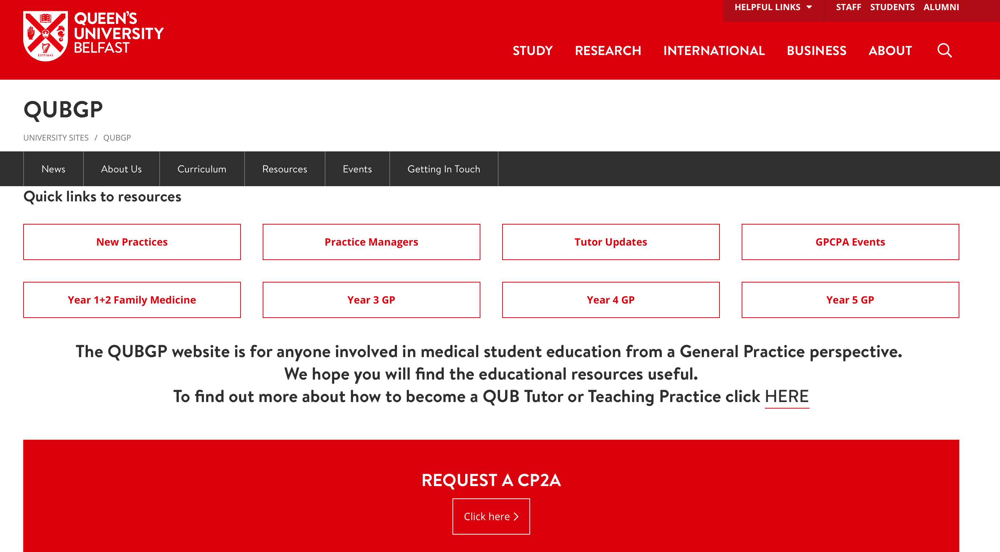 HELPFUL LINKS
STAFF
STUDENTS
ALUMNI
QUEEN'S
UNIVERSITY
BELFAST
ESTD1845
STUDY
RESEARCH
INTERNATIONAL
BUSINESS
ABOUT
QUBGP
UNIVERSITY SITES / QUBGP
News
About Us
Curriculum
Resources
Events
Getting In Touch
Quick links to resources
New Practices
Practice Managers
Tutor Updates
GPCPA Events
Year 1+2 Family Medicine
Year 3 GP
Year 4 GP
Year 5 GP
The QUBGP website is for anyone involved in medical student education from a General Practice perspective.
We hope you will find the educational resources useful.
To find out more about how to become a QUB Tutor or Teaching Practice click HERE
REQUEST A CP2A
Click here